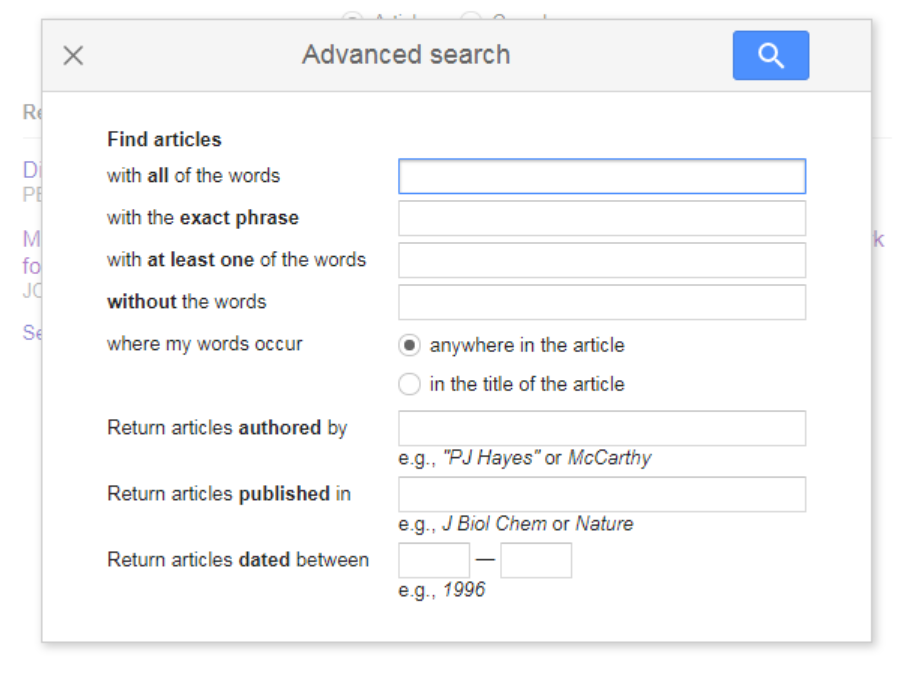 Advanced search
Find articles
with all of the words
with the exact phrase
with at least one of the words
without the words
where my words occur
anywhere in the article
in the title of the article
Return articles authored by
e.g., "PJ Hayes" or McCarthy
Return articles published in
e.g., J Biol Chem or Nature
Return articles dated between
—
e.g., 1996